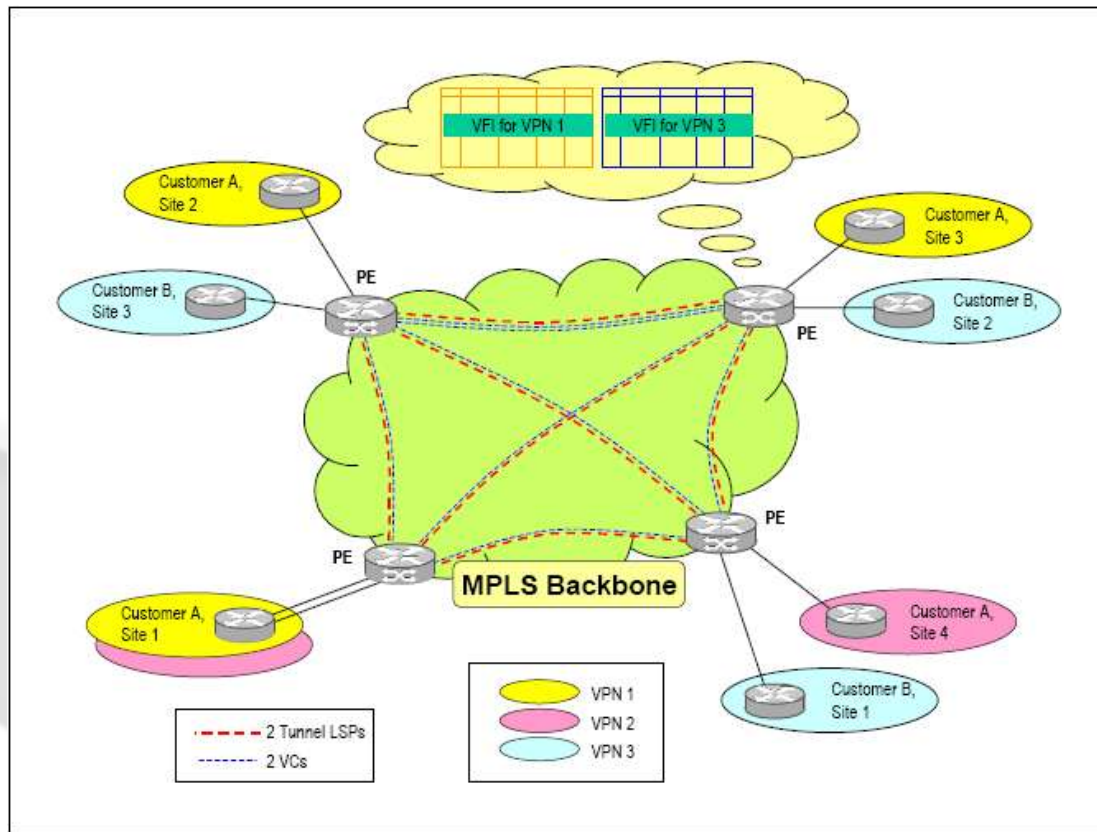 VFI for VPN 1
VFI for VPN 3
Customer A,
Site 2
Customer A,
Site 3
PE
Customer B,
Site 3
Customer B,
Site 2
PE
PE
PE
MPLS Backbone
Customer A,
Site 1
Customer A,
Site 4
Customer B,
Site 1
VPN 1
VPN 2
VPN 3
2 Tunnel LSPs
2 VCs